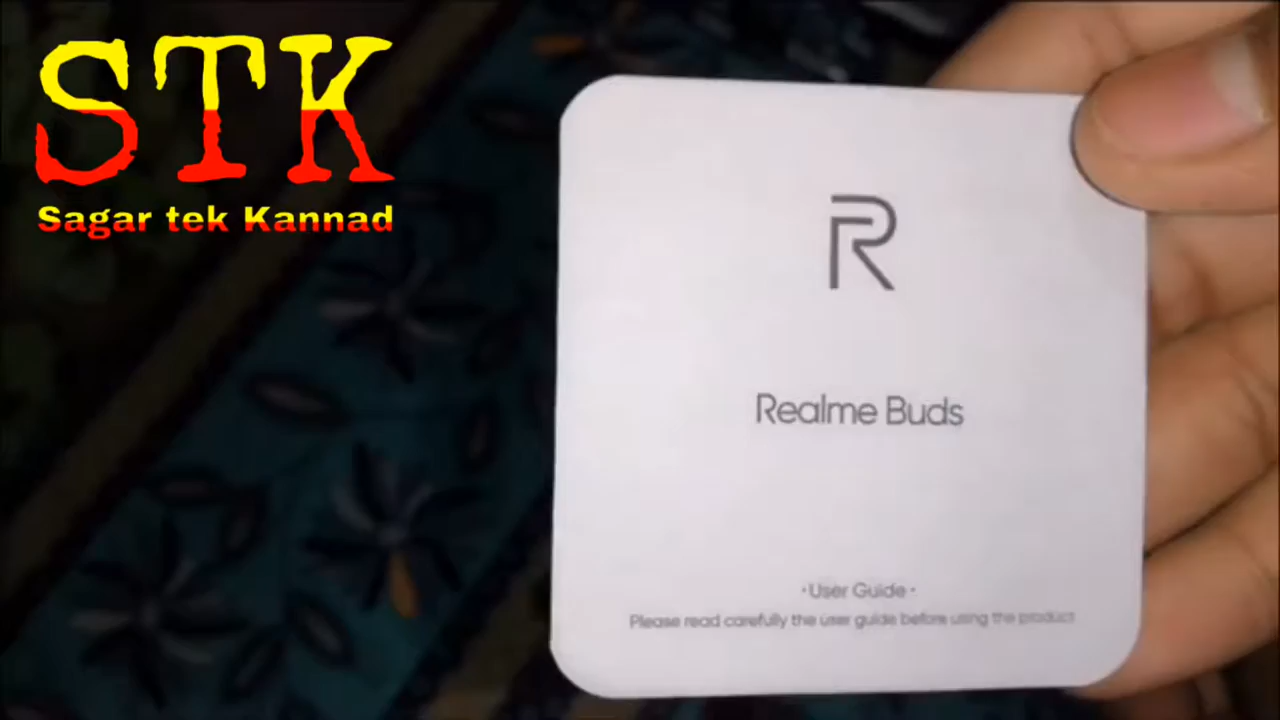 STK
Sagar tek Kannad
R
Realme Buds
• User Guide •
Please read carefully the user guide before using the product